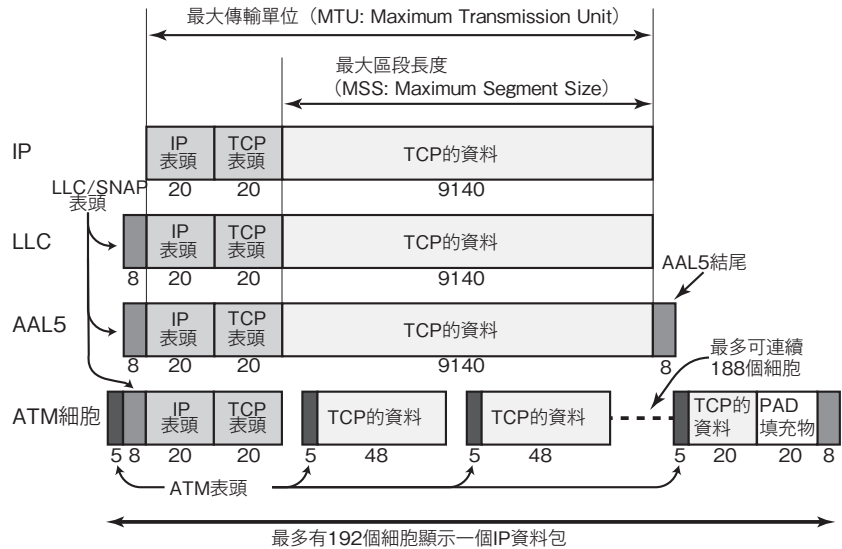 最大傳輸單位（MTU: Maximum Transmission Unit）
最大區段長度
（MSS: Maximum Segment Size）
IP
IP
表頭
TCP
表頭
TCP的資料
20
20
9140
LLC/SNAP
表頭
LLC
IP
表頭
TCP
表頭
TCP的資料
8
20
20
9140
AAL5結尾
AAL5
IP
表頭
TCP
表頭
TCP的資料
8
20
20
9140
8
最多可連續
188個細胞
ATM細胞
IP
表頭
TCP
表頭
TCP的資料
TCP的資料
TCP的
資料
PAD
填充物
5
8
20
20
5
48
5
48
5
20
20
8
ATM表頭
最多有192個細胞顯示一個IP資料包